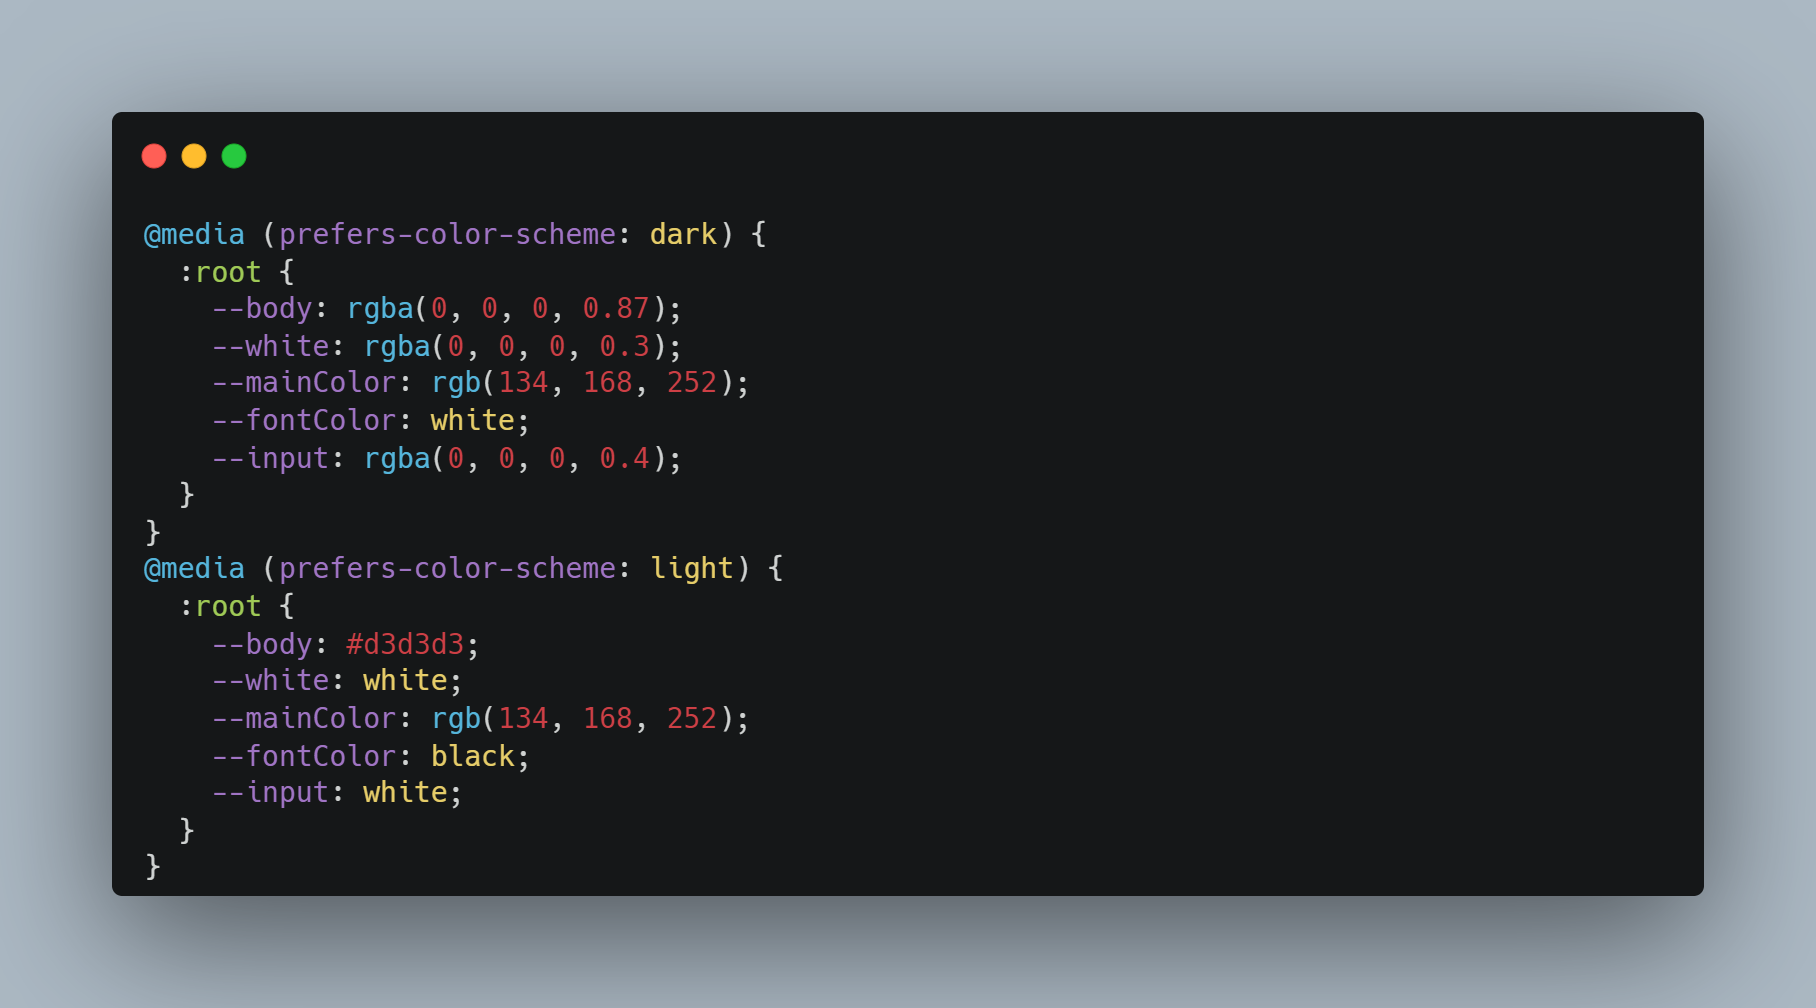 @media (prefers-color-scheme: dark) {
  :root {
    --body: rgba(0, 0, 0, 0.87);
    --white: rgba(0, 0, 0, 0.3);
    --mainColor: rgb(134, 168, 252);
    --fontColor: white;
    --input: rgba(0, 0, 0, 0.4);
  }
}
@media (prefers-color-scheme: light) {
  :root {
    --body: #d3d3d3;
    --white: white;
    --mainColor: rgb(134, 168, 252);
    --fontColor: black;
    --input: white;
  }
}